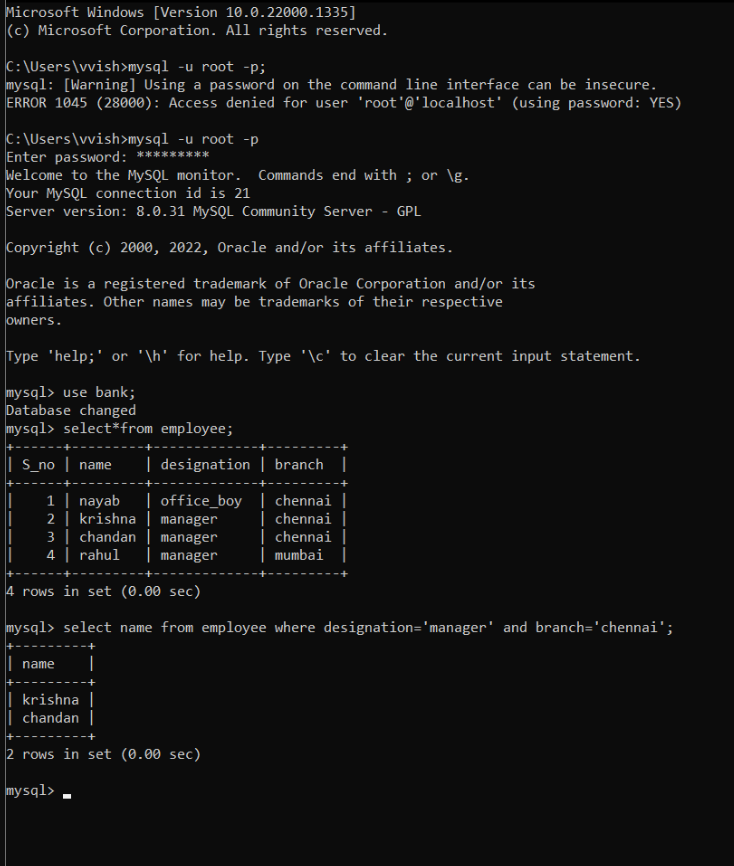 Microsoft Windows [Version 10.0.22000.1335]
(c) Microsoft Corporation. All rights reserved.
C:\Users\vvish>mysql -u root -p;
mysql: [Warning] Using a password on the command line interface can be insecure.
ERROR 1045 (28000): Access denied for user 'root'@'localhost' (using password: YES)
C:\Users\vvish>mysql -u root -p
Enter password: *********
Welcome to the MySQL monitor.  Commands end with ; or \g.
Your MySQL connection id is 21
Server version: 8.0.31 MySQL Community Server - GPL
Copyright (c) 2000, 2022, Oracle and/or its affiliates.
Oracle is a registered trademark of Oracle Corporation and/or its
affiliates. Other names may be trademarks of their respective
owners.
Type 'help;' or '\h' for help. Type '\c' to clear the current input statement.
mysql> use bank;
Database changed
mysql> select*from employee;
+------+---------+-------------+---------+
| S_no | name    | designation | branch  |
+------+---------+-------------+---------+
|    1 | nayab   | office_boy  | chennai |
|    2 | krishna | manager     | chennai |
|    3 | chandan | manager     | chennai |
|    4 | rahul   | manager     | mumbai  |
+------+---------+-------------+---------+
4 rows in set (0.00 sec)
mysql> select name from employee where designation='manager' and branch='chennai';
+---------+
| name    |
+---------+
| krishna |
| chandan |
+---------+
2 rows in set (0.00 sec)
mysql>